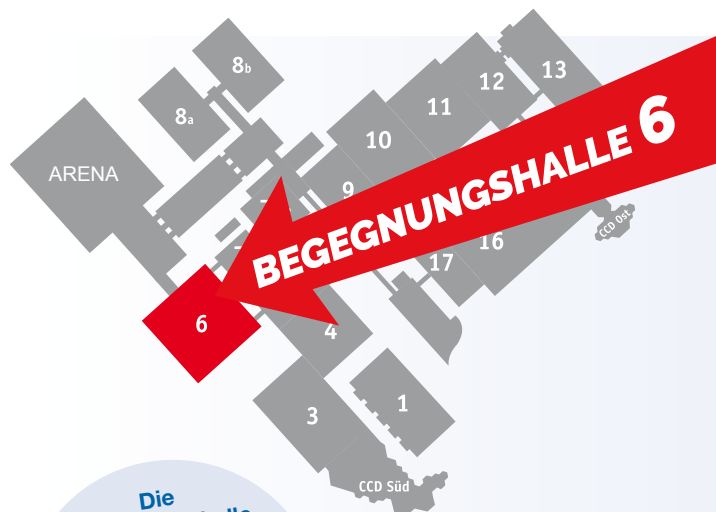 8b
13
12
8a
11
10
ARENA
9
BEGEGNUNGSHALLE 6
CCD Ost
16
17
6
4
3
1
CCD Süd
Die